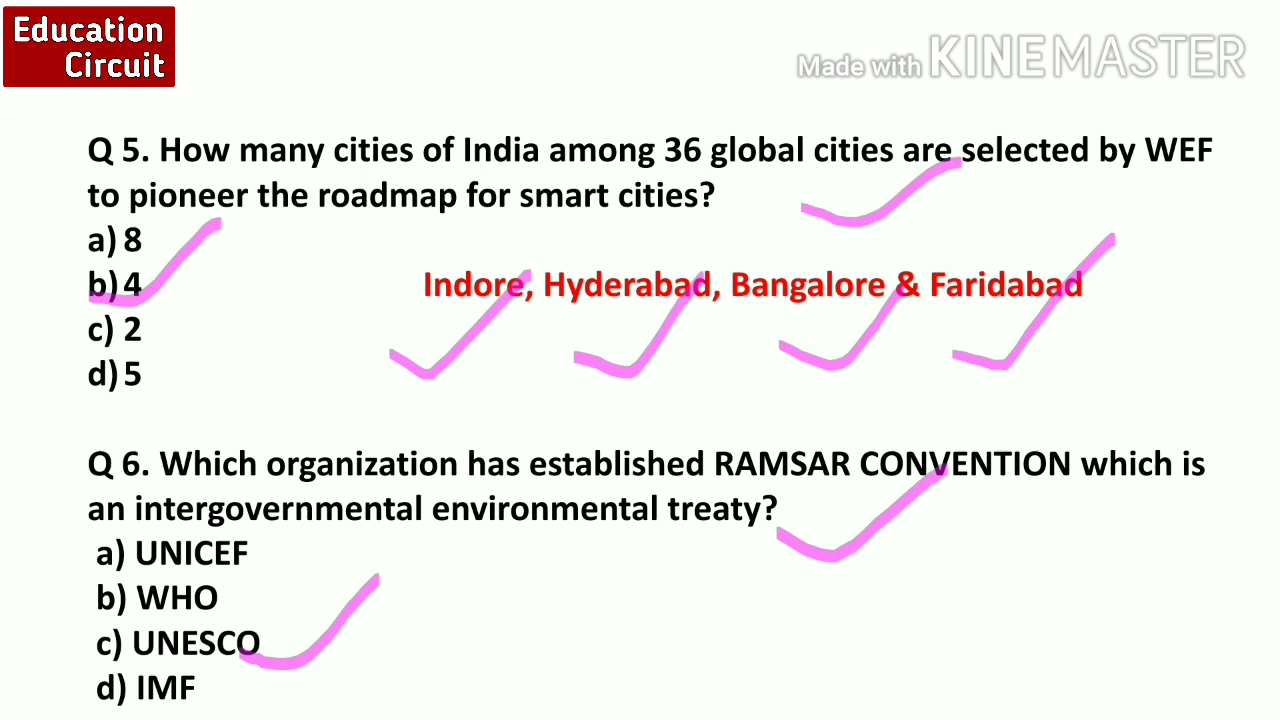 Education
Circuit
Made with KINEMASTER
Q 5. How many cities of India among 36 global cities are selected by WEF
to pioneer the roadmap for smart cities?
a) 8
b) 4 Indore, Hyderabad, Bangalore & Faridabad
c) 2
d) 5
Q 6. Which organization has established RAMSAR CONVENTION which is
an intergovernmental environmental treaty?
a) UNICEF
b) WHO
c) UNESCO
d) IMF